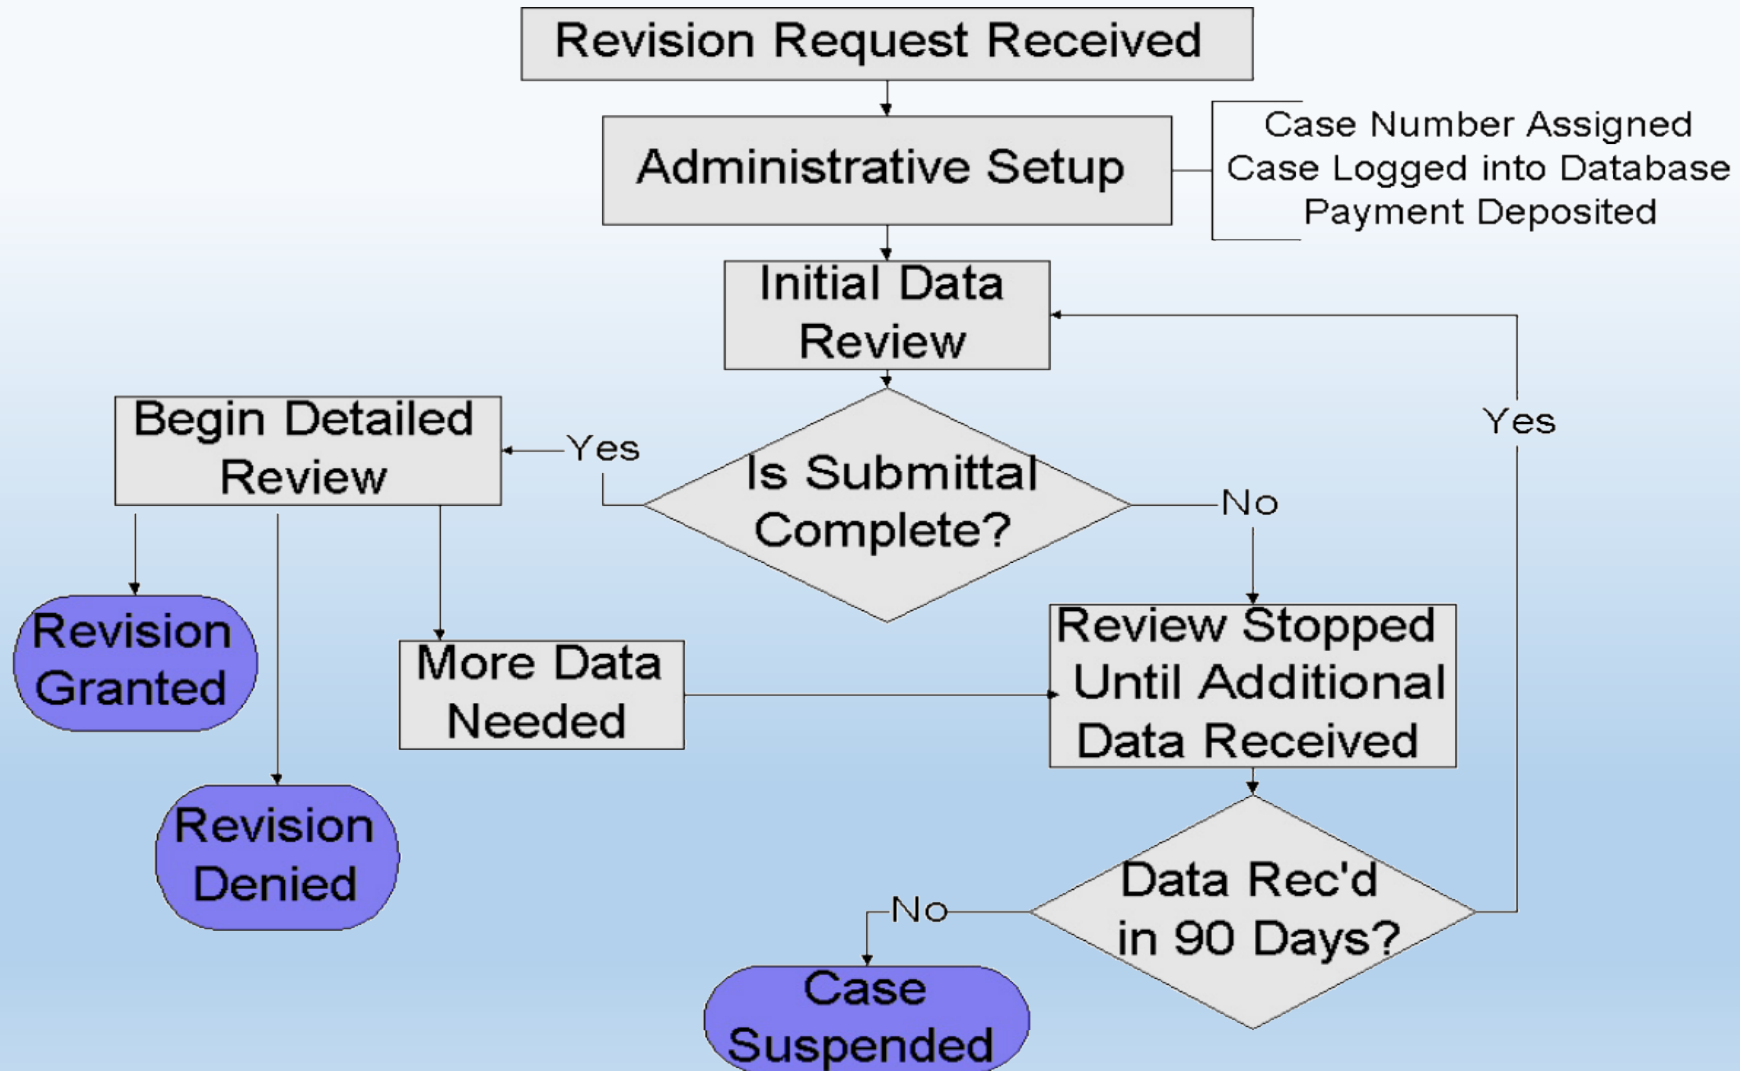 Revision Request Received
Administrative Setup
Case Number Assigned
Case Logged into Database
Payment Deposited
Initial Data
Review
Begin Detailed
Review
Yes
Is Submittal
Complete?
No
Yes
Revision
Granted
More Data
Needed
Review Stopped
Until Additional
Data Received
Revision
Denied
Data Rec'd
in 90 Days?
No
Case
Suspended